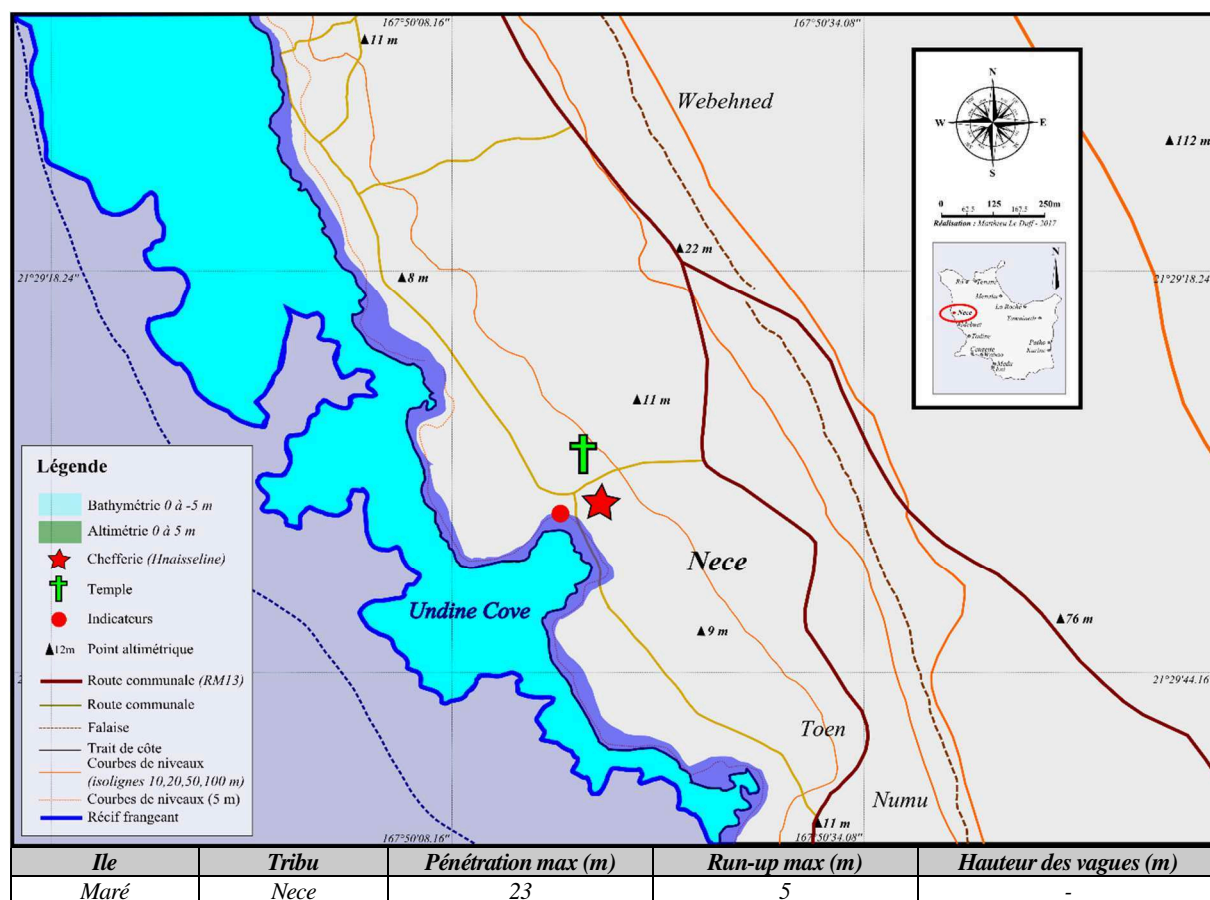 167°50'08.16"
167°50'34.08"
11 m
Webehned
N
W
E
S
112 m
0
62.5
125
167.5
250m
Réalisation : Matthieu Le Duff - 2017
22 m
21°29'18.24"
8 m
21°29'18.24"
N
Menaku
La Roche
Nece
Tadine
11 m
Légende
Bathymétrie 0 à -5 m
Altimétrie 0 à 5 m
Chefferie (Hnaisseline)
Temple
Indicateurs
12m Point altimétrique
Route communale (RM13)
Route communale
Falaise
Trait de côte
Courbes de niveaux
(isolignes 10,20,50,100 m)
Courbes de niveaux (5 m)
Récif frangeant
Nece
Undine Cove
9 m
76 m
21°29'44.16"
Toen
Numu
11 m
167°50'08.16"
167°50'34.08"
Ile Tribu Pénétration max (m) Run-up max (m) Hauteur des vagues (m)
Maré Nece 23 5 -